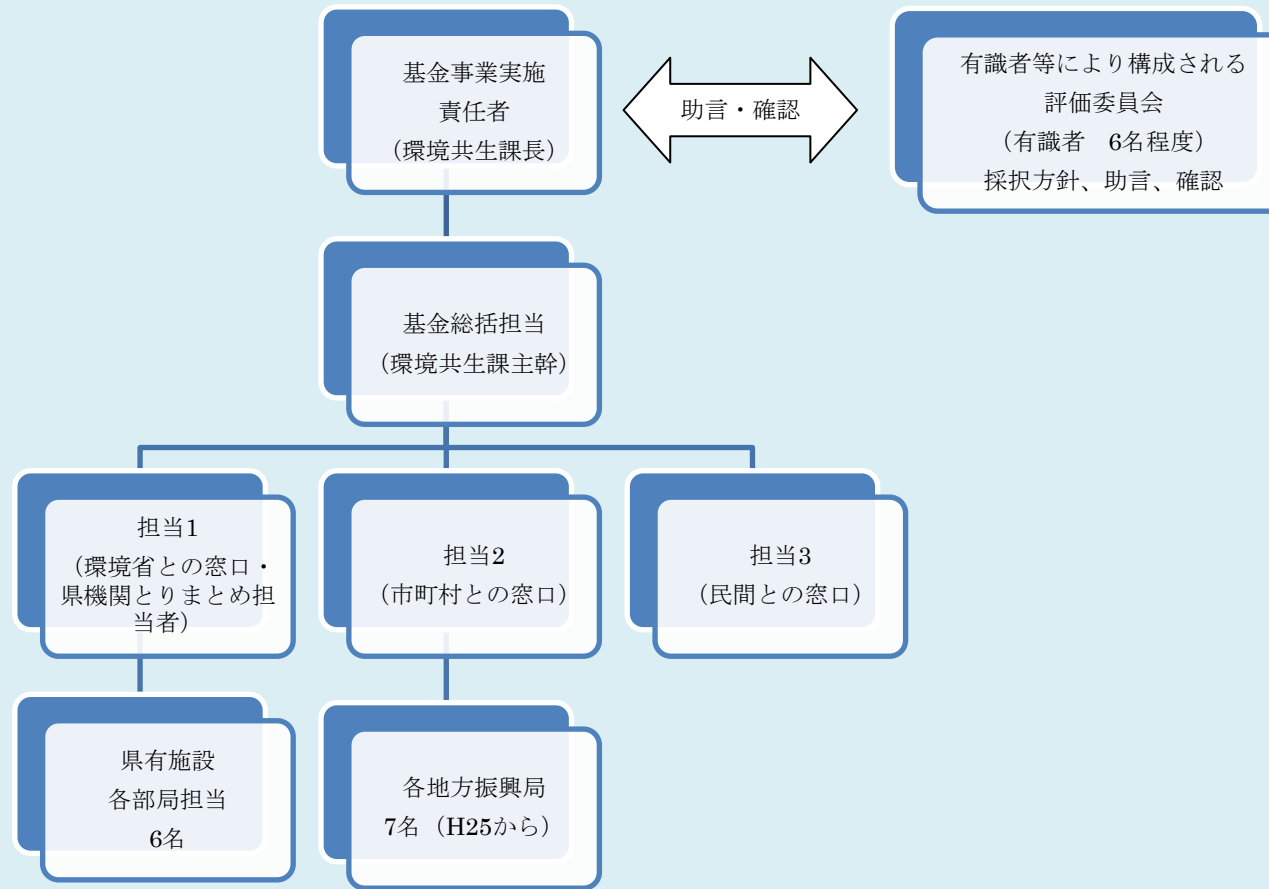 基金事業実施
責任者
（環境共生課長）
助言・確認
有識者等により構成される
評価委員会
（有識者　6名程度）
採択方針、助言、確認
基金総括担当
（環境共生課主幹）
担当1
（環境省との窓口・
県機関とりまとめ担
当者）
担当2
（市町村との窓口）
担当3
（民間との窓口）
県有施設
各部局担当
6名
各地方振興局
7名（H25から）